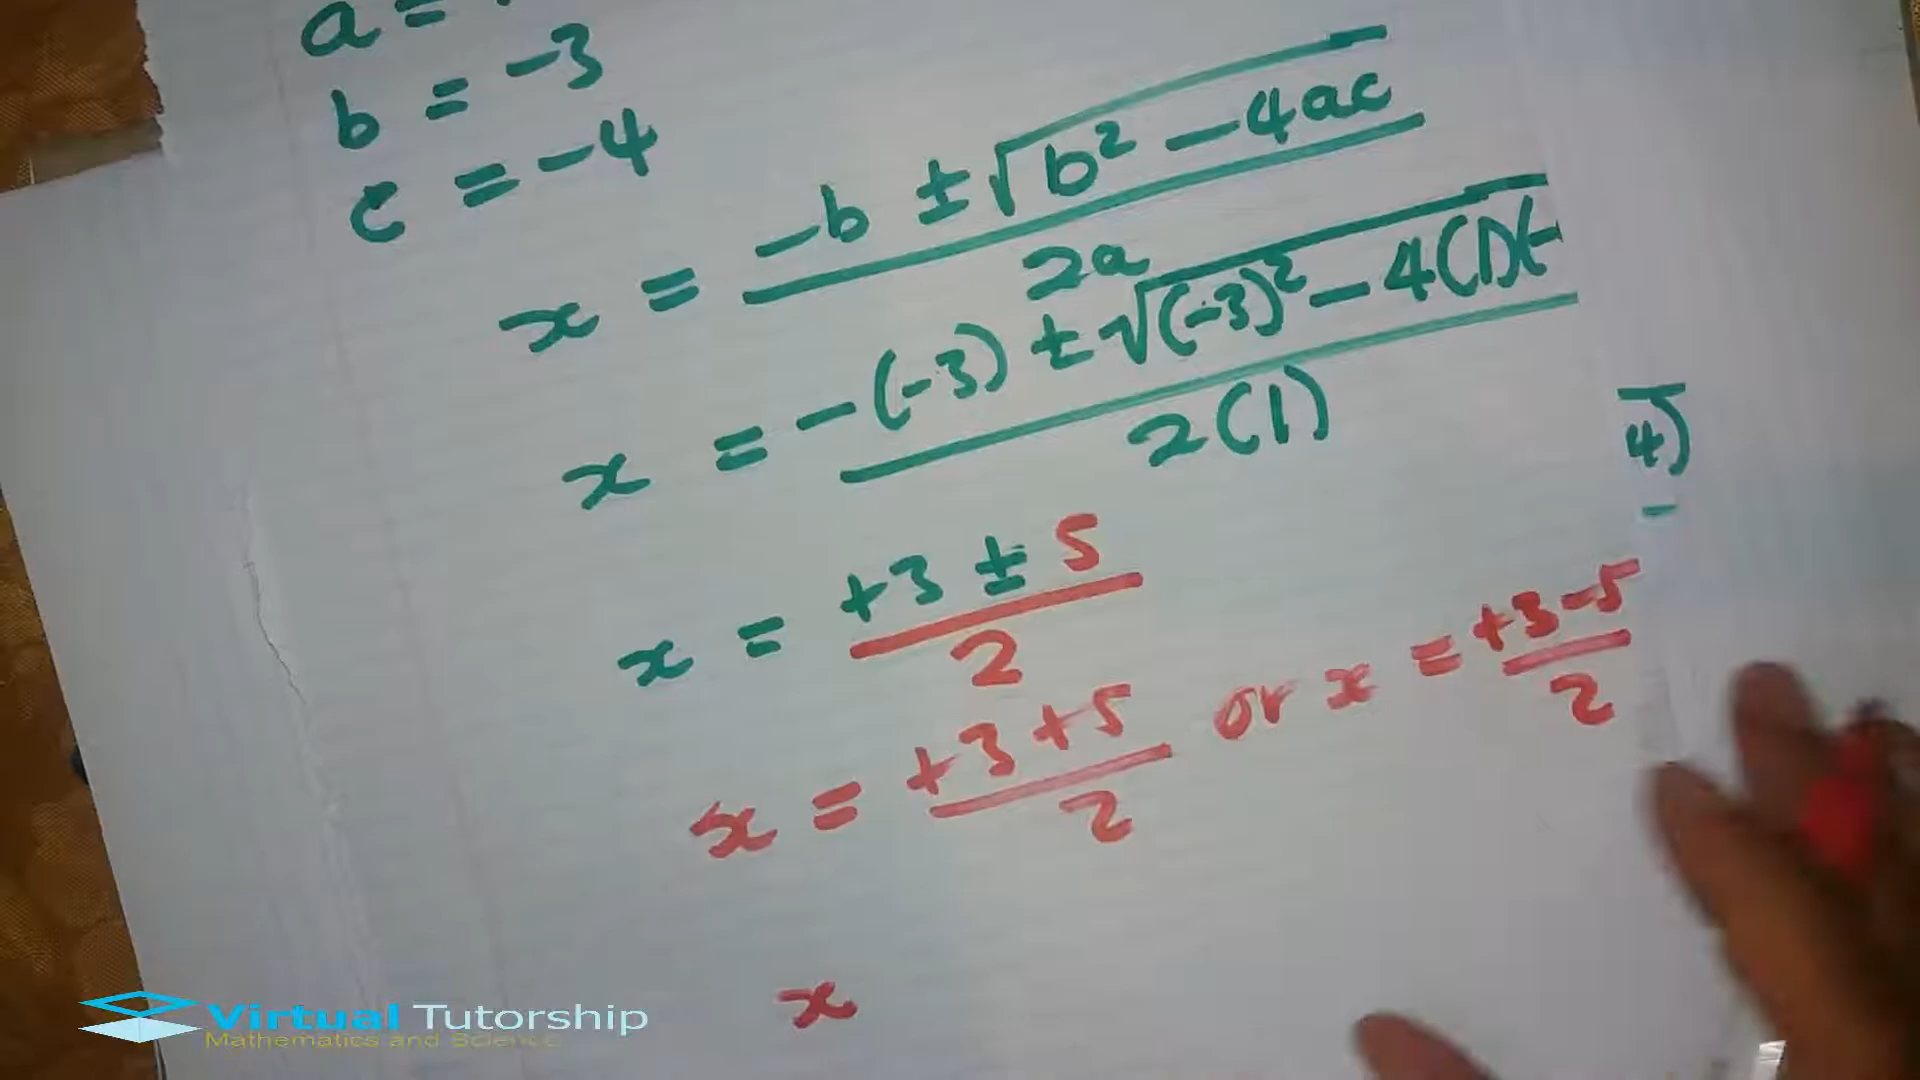 a =
b = -3
c = -4
x = -b ± √b² - 4ac
2a
x = -(-3) ± √(-3)² - 4(1)(-
2(1)
4)
x = +3 ± 5
2
x = +3 + 5 or x = +3 - 5
2 2
x
Virtual Tutorship
Mathematics and Science